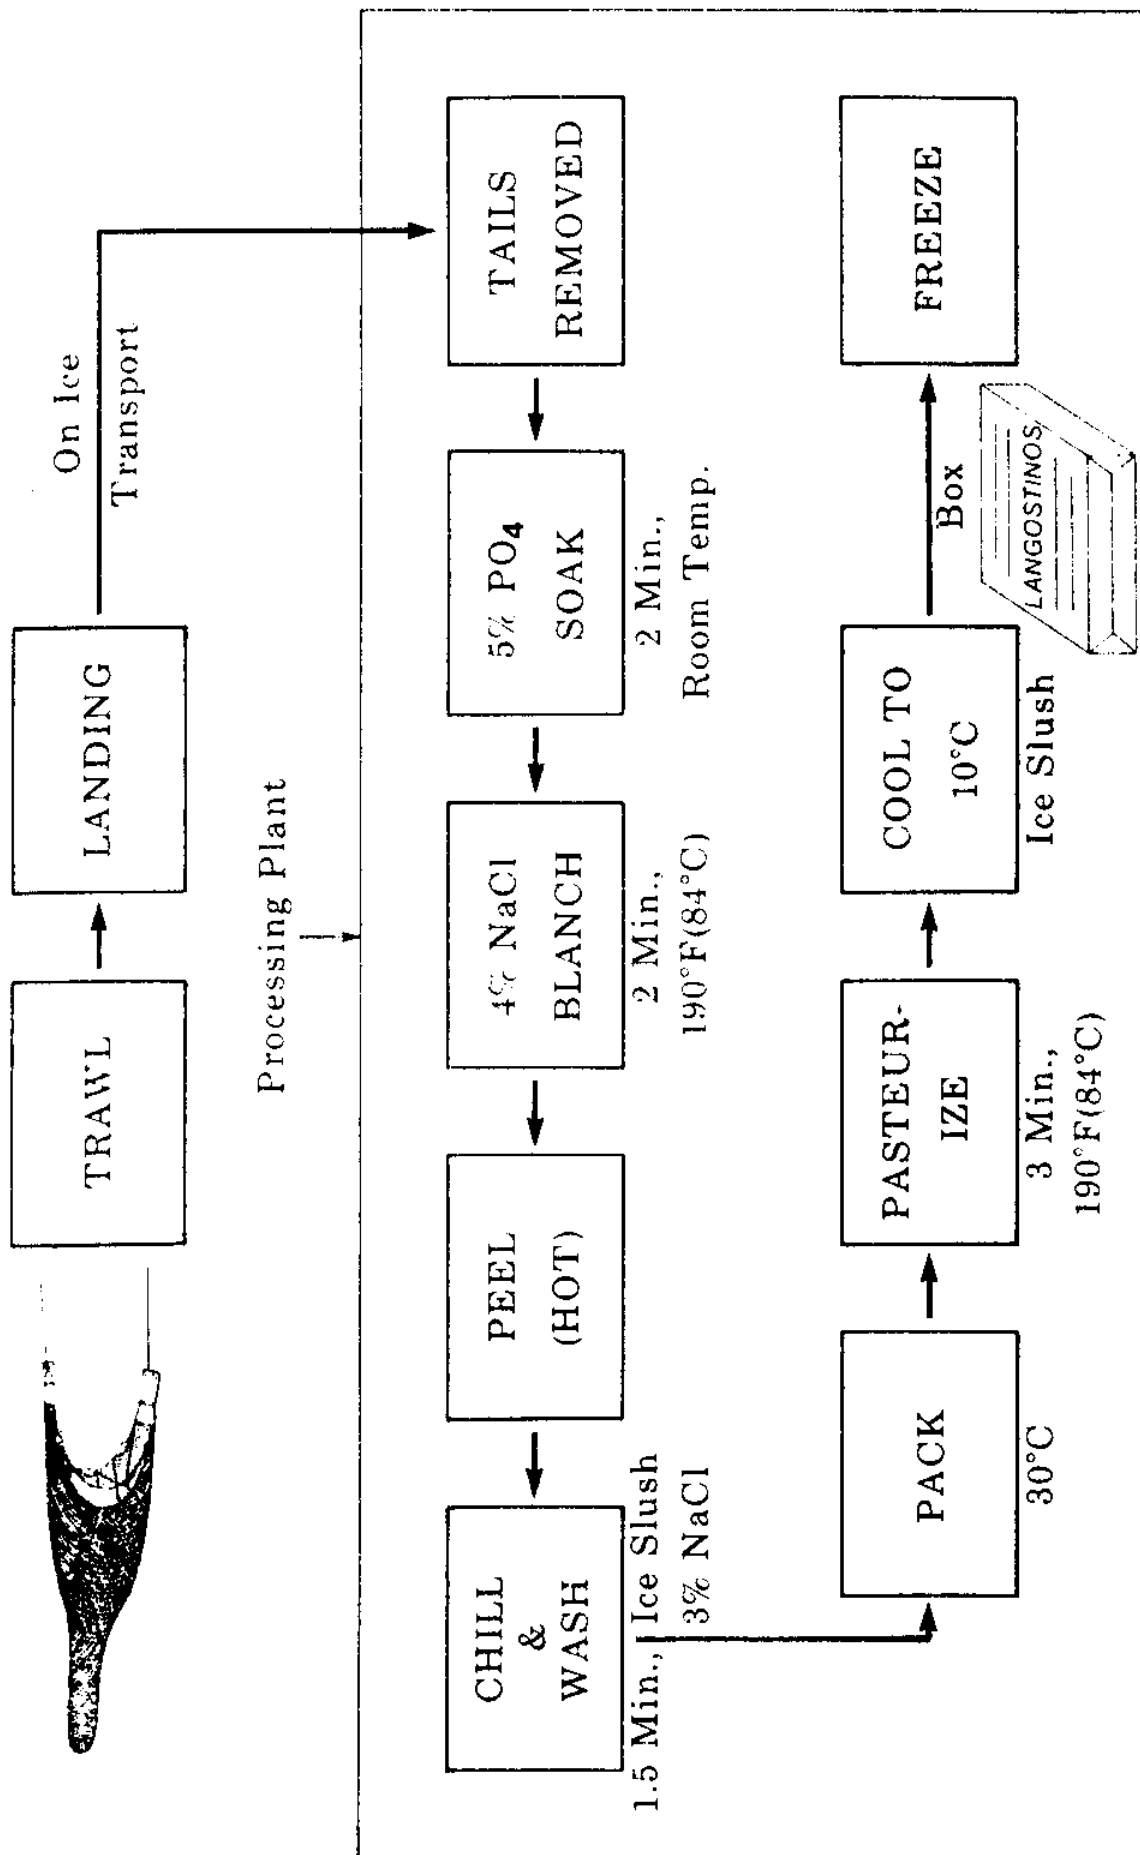 TRAWL
LANDING
On Ice
Transport
Processing Plant
TAILS
REMOVED
5% PO4
SOAK
2 Min.,
Room Temp.
4% NaCl
BLANCH
2 Min.,
190°F(84°C)
PEEL
(HOT)
CHILL
&
WASH
1.5 Min., Ice Slush
3% NaCl
PACK
30°C
PASTEUR-
IZE
3 Min.,
190°F(84°C)
COOL TO
10°C
Ice Slush
Box
LANGOSTINOS
FREEZE